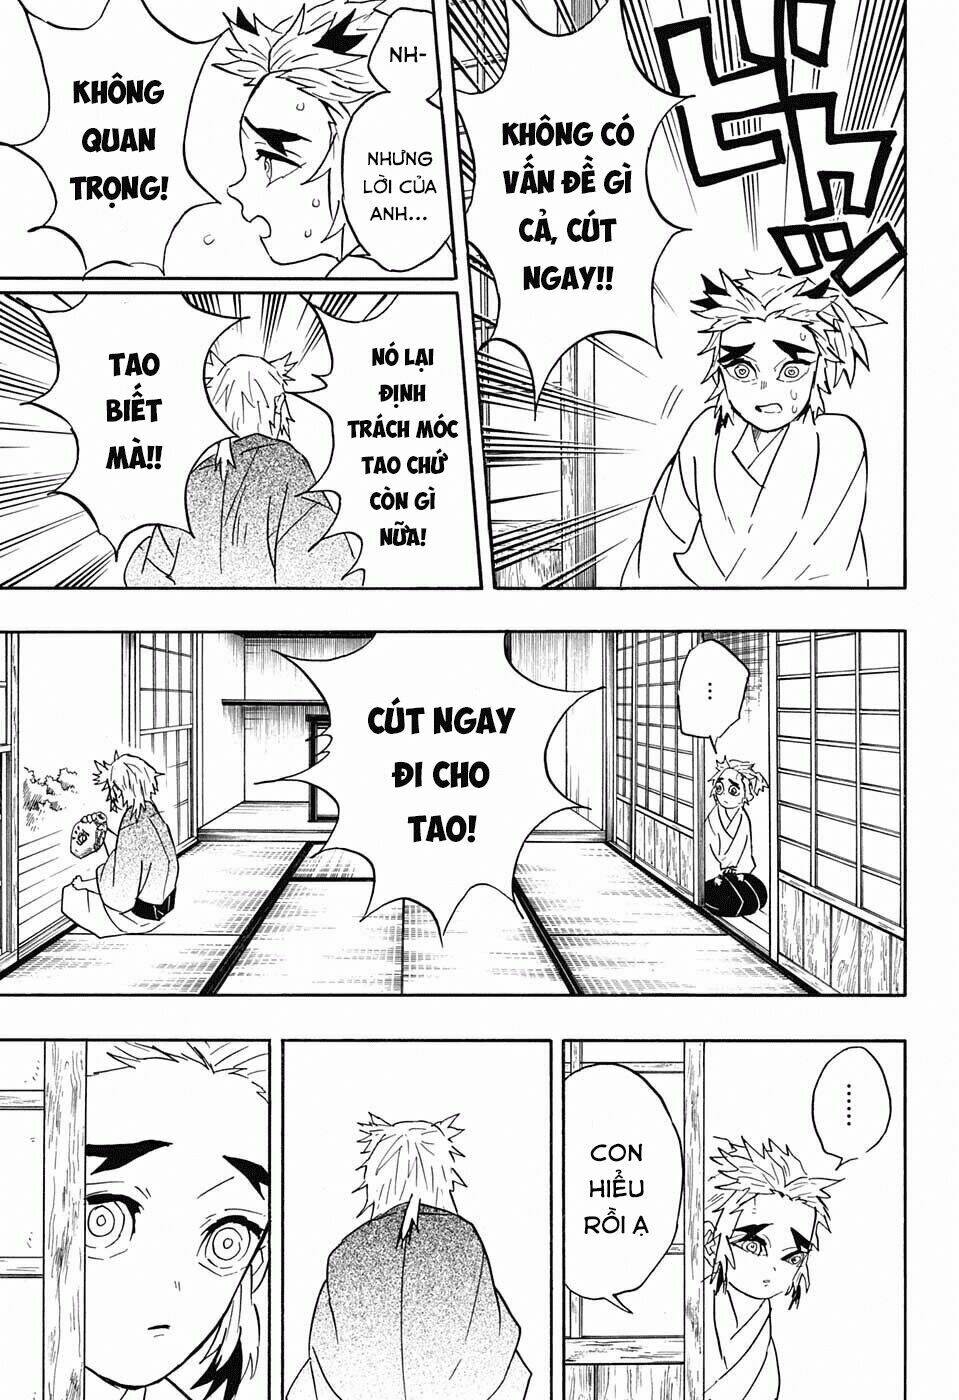 KHÔNG CÓ
VẤN ĐỀ GÌ
CẢ, CÚT
NGAY!!
NH-
NHƯNG
LỜI CỦA
ANH...
KHÔNG
QUAN
TRỌNG!
NÓ LẠI
ĐỊNH
TRÁCH MÓC
TAO CHỨ
CÒN GÌ
NỮA!
TAO
BIẾT
MÀ!!
...
CÚT NGAY
ĐI CHO
TAO!
......
CON
HIỂU
RỒI Ạ